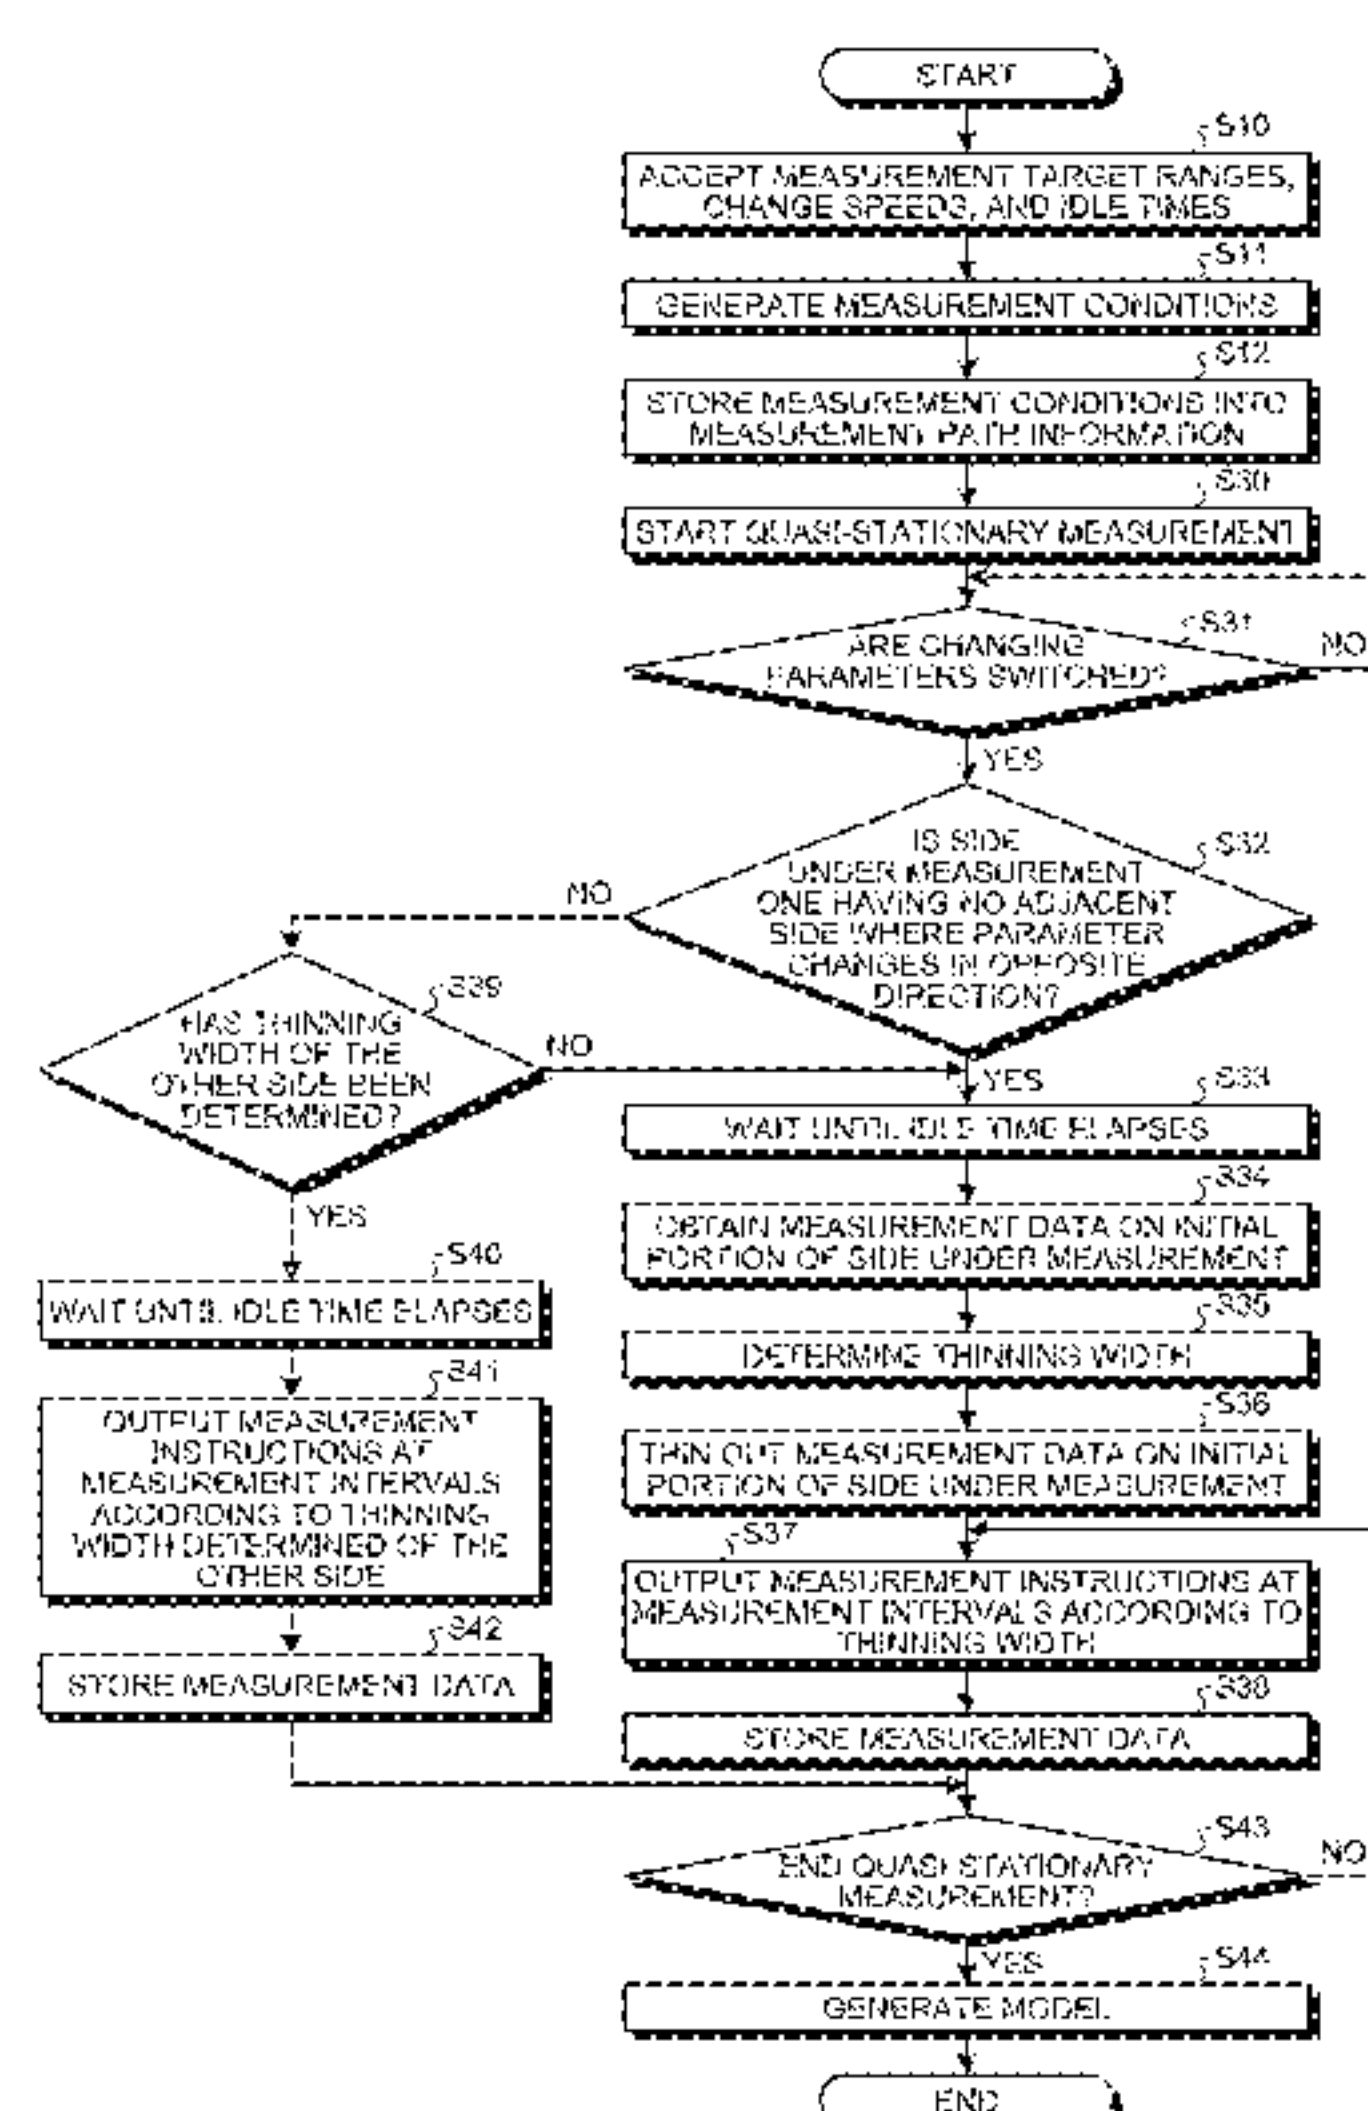 START
S10
ACCEPT MEASUREMENT TARGET RANGES,
CHANGE SPEEDS, AND IDLE TIMES
S11
GENERATE MEASUREMENT CONDITIONS
S12
STORE MEASUREMENT CONDITIONS INTO
MEASUREMENT PATH INFORMATION
S30
START QUASI-STATIONARY MEASUREMENT
S31
ARE CHANGING
PARAMETERS SWITCHED?
NO
YES
S32
IS SIDE
UNDER MEASUREMENT
ONE HAVING NO ADJACENT
SIDE WHERE PARAMETER
CHANGES IN OPPOSITE
DIRECTION?
NO
YES
S39
HAS THINNING
WIDTH OF THE
OTHER SIDE BEEN
DETERMINED?
NO
YES
S33
WAIT UNTIL IDLE TIME ELAPSES
S34
OBTAIN MEASUREMENT DATA ON INITIAL
PORTION OF SIDE UNDER MEASUREMENT
S35
DETERMINE THINNING WIDTH
S36
THIN OUT MEASUREMENT DATA ON INITIAL
PORTION OF SIDE UNDER MEASUREMENT
S37
OUTPUT MEASUREMENT INSTRUCTIONS AT
MEASUREMENT INTERVALS ACCORDING TO
THINNING WIDTH
S38
STORE MEASUREMENT DATA
S40
WAIT UNTIL IDLE TIME ELAPSES
S41
OUTPUT MEASUREMENT
INSTRUCTIONS AT
MEASUREMENT INTERVALS
ACCORDING TO THINNING
WIDTH DETERMINED OF THE
OTHER SIDE
S42
STORE MEASUREMENT DATA
S43
END QUASI-STATIONARY
MEASUREMENT?
NO
YES
S44
GENERATE MODEL
END